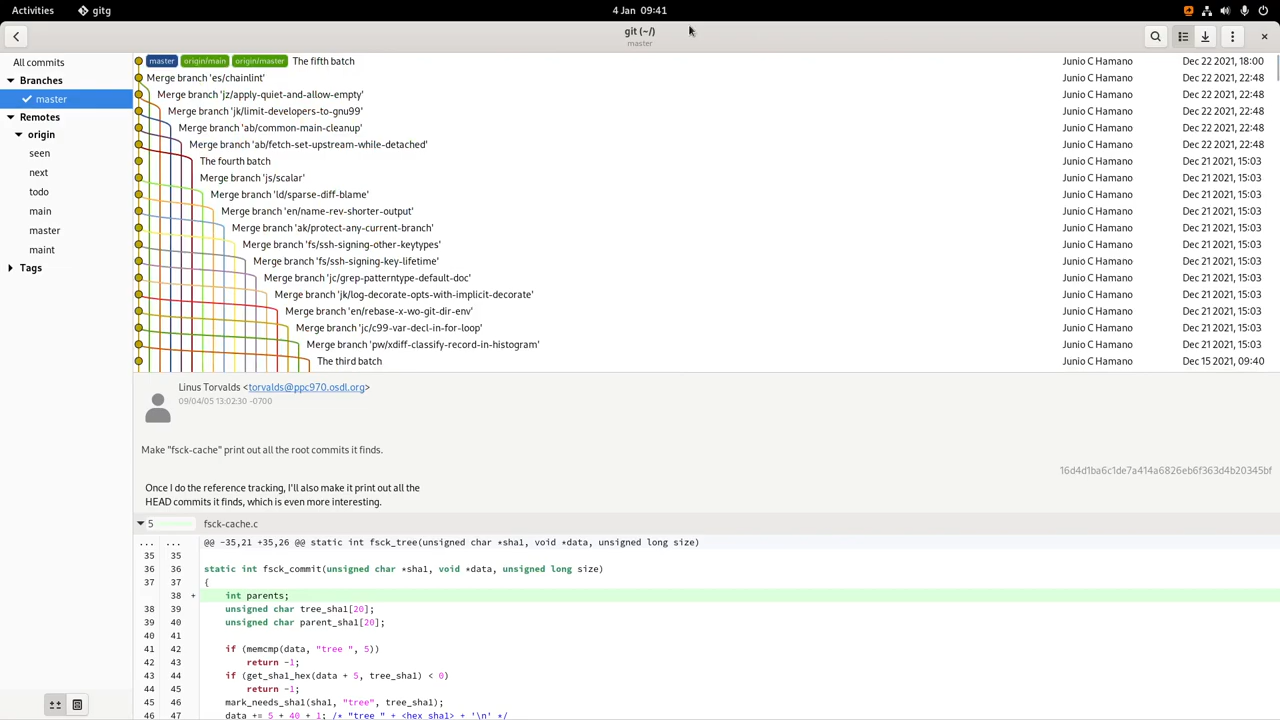 Activities gitg 4 Jan 09:41
git (~/)
master
All commits
Branches
master
Remotes
origin
seen
next
todo
main
master
maint
Tags
master origin/main origin/master The fifth batch Junio C Hamano Dec 22 2021, 18:00
Merge branch 'es/chainlint' Junio C Hamano Dec 22 2021, 22:48
Merge branch 'jz/apply-quiet-and-allow-empty' Junio C Hamano Dec 22 2021, 22:48
Merge branch 'jk/limit-developers-to-gnu99' Junio C Hamano Dec 22 2021, 22:48
Merge branch 'ab/common-main-cleanup' Junio C Hamano Dec 22 2021, 22:48
Merge branch 'ab/fetch-set-upstream-while-detached' Junio C Hamano Dec 22 2021, 22:48
The fourth batch Junio C Hamano Dec 21 2021, 15:03
Merge branch 'js/scalar' Junio C Hamano Dec 21 2021, 15:03
Merge branch 'ld/sparse-diff-blame' Junio C Hamano Dec 21 2021, 15:03
Merge branch 'en/name-rev-shorter-output' Junio C Hamano Dec 21 2021, 15:03
Merge branch 'ak/protect-any-current-branch' Junio C Hamano Dec 21 2021, 15:03
Merge branch 'fs/ssh-signing-other-keytypes' Junio C Hamano Dec 21 2021, 15:03
Merge branch 'fs/ssh-signing-key-lifetime' Junio C Hamano Dec 21 2021, 15:03
Merge branch 'jc/grep-patterntype-default-doc' Junio C Hamano Dec 21 2021, 15:03
Merge branch 'jk/log-decorate-opts-with-implicit-decorate' Junio C Hamano Dec 21 2021, 15:03
Merge branch 'en/rebase-x-wo-git-dir-env' Junio C Hamano Dec 21 2021, 15:03
Merge branch 'jc/c99-var-decl-in-for-loop' Junio C Hamano Dec 21 2021, 15:03
Merge branch 'pw/xdiff-classify-record-in-histogram' Junio C Hamano Dec 21 2021, 15:03
The third batch Junio C Hamano Dec 15 2021, 09:40
Linus Torvalds <torvalds@ppc970.osdl.org>
09/04/05 13:02:30 -0700
Make "fsck-cache" print out all the root commits it finds.
16d4d1ba6c1de7a414a6826eb6f363d4b20345bf
Once I do the reference tracking, I'll also make it print out all the
HEAD commits it finds, which is even more interesting.
5 fsck-cache.c
... ... @@ -35,21 +35,26 @@ static int fsck_tree(unsigned char *sha1, void *data, unsigned long size)
35 35
36 36 static int fsck_commit(unsigned char *sha1, void *data, unsigned long size)
37 37 {
38 + int parents;
38 39 unsigned char tree_sha1[20];
39 40 unsigned char parent_sha1[20];
40 41
41 42 if (memcmp(data, "tree ", 5))
42 43 return -1;
43 44 if (get_sha1_hex(data + 5, tree_sha1) < 0)
44 45 return -1;
45 46 mark_needs_sha1(sha1, "tree", tree_sha1);
46 47 data += 5 + 40 + 1; /* "tree " + <hex sha1> + '\n' */